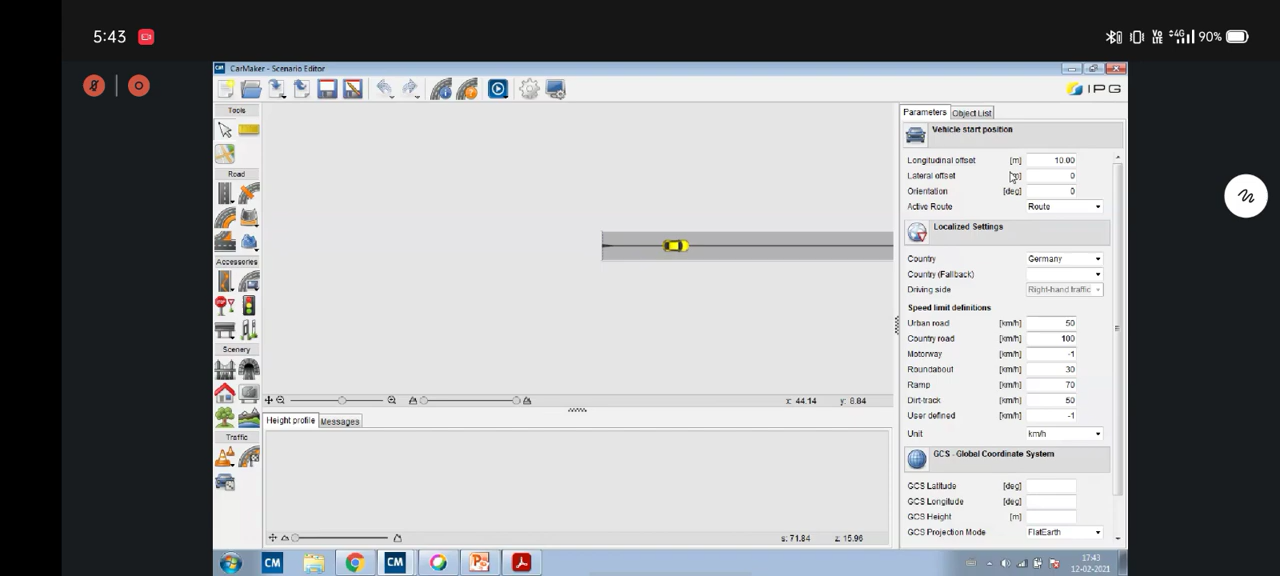 5:43
VO LTE 4G 90%
CarMaker - Scenario Editor
IPG
Tools
Road
Accessories
STOP
Scenery
Traffic
x: 44.14 y: 8.84
Height profile Messages
s: 71.84 z: 15.96
Parameters Object List
Vehicle start position
Longitudinal offset [m] 10.00
Lateral offset 0
Orientation [deg] 0
Active Route Route
Localized Settings
Country Germany
Country (Fallback)
Driving side Right-hand traffic
Speed limit definitions
Urban road [km/h] 50
Country road [km/h] 100
Motorway [km/h] -1
Roundabout [km/h] 30
Ramp [km/h] 70
Dirt-track [km/h] 50
User defined [km/h] -1
Unit km/h
GCS - Global Coordinate System
GCS Latitude [deg]
GCS Longitude [deg]
GCS Height [m]
GCS Projection Mode FlatEarth
CM CM
17:43
12-02-2021